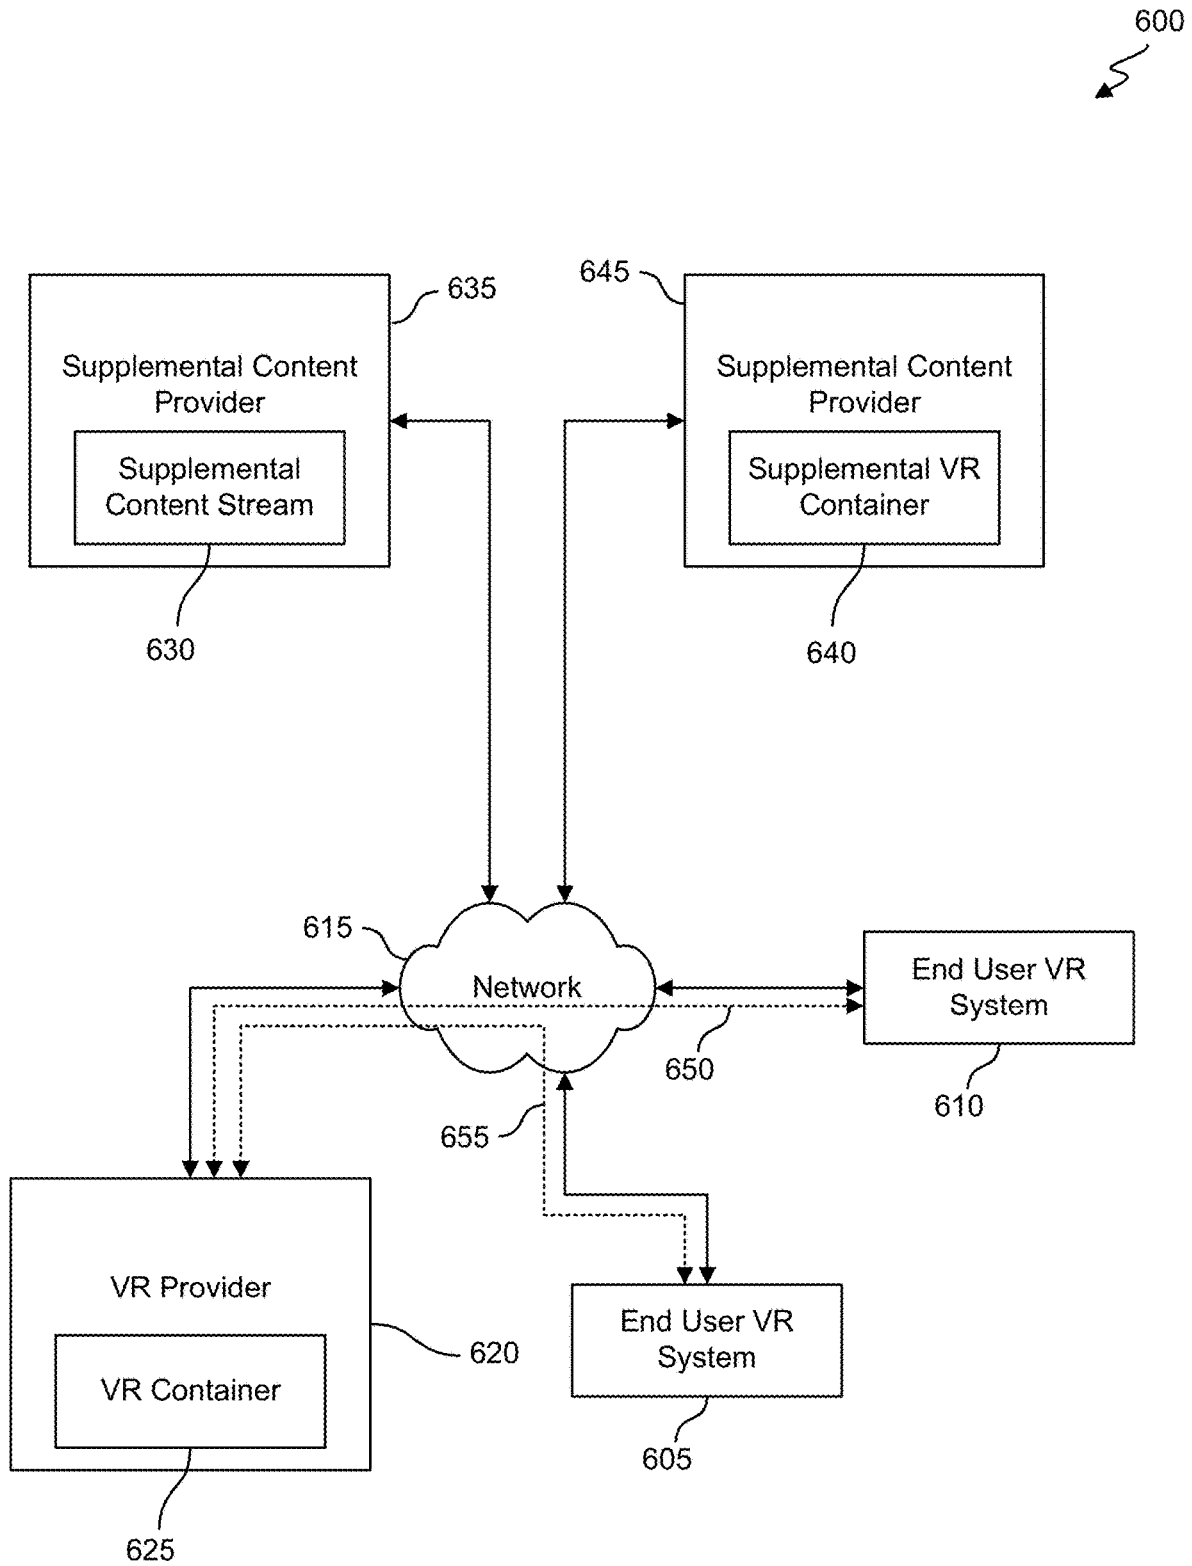 600
635
645
Supplemental Content
Provider
Supplemental
Content Stream
630
Supplemental Content
Provider
Supplemental VR
Container
640
615
Network
End User VR
System
650
610
655
VR Provider
VR Container
620
625
End User VR
System
605